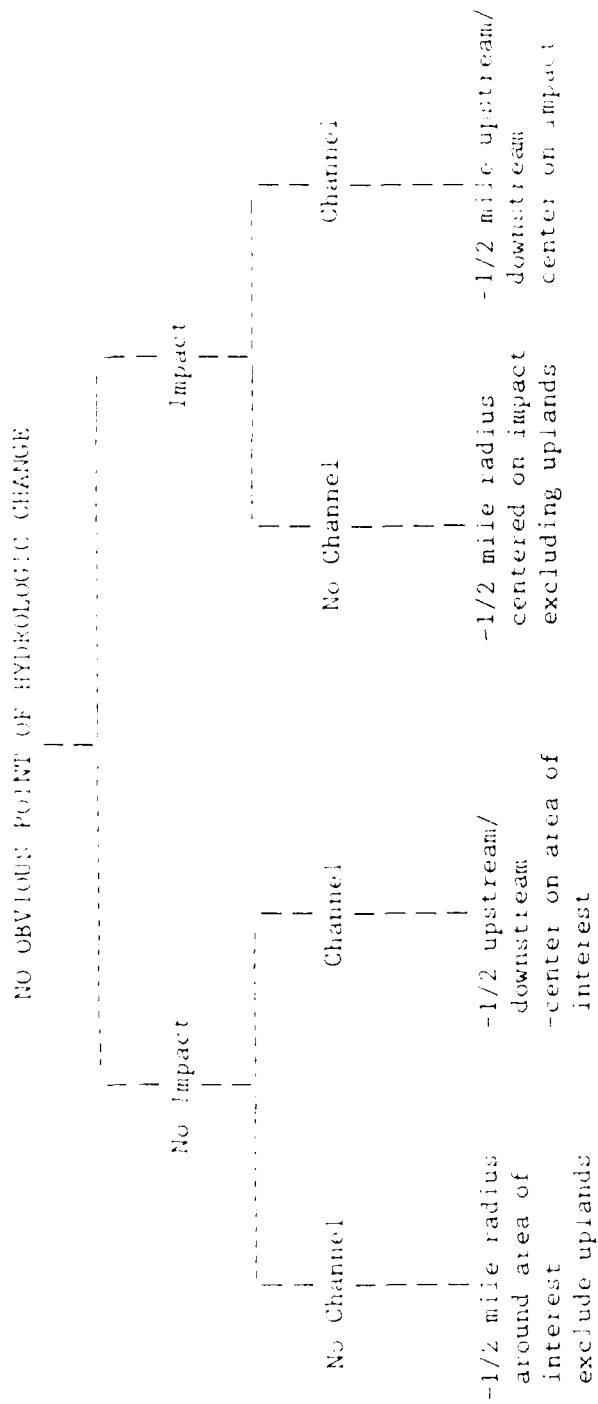 NO OBVIOUS POINT OF HYDROLOGIC CHANGE
No Impact
Impact
No Channel
Channel
No Channel
Channel
-1/2 mile radius
around area of
interest
exclude uplands
-1/2 upstream/
downstream
-center on area of
interest
-1/2 mile radius
centered on impact
excluding uplands
-1/2 mile upstream/
downstream
center on impact